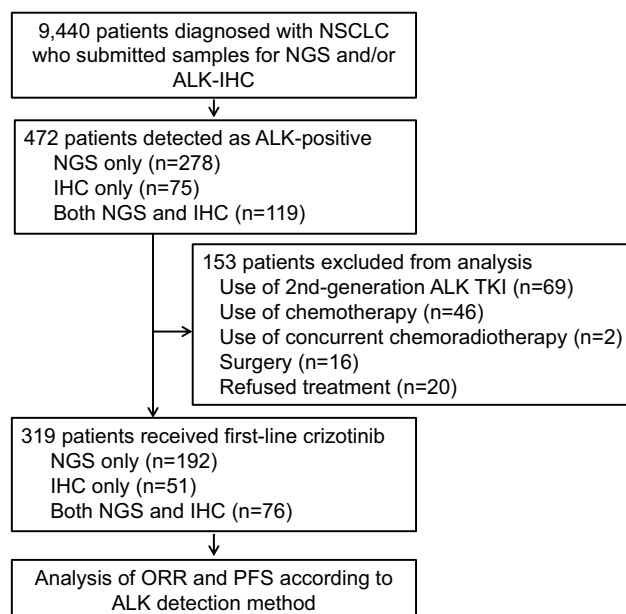 9,440 patients diagnosed with NSCLC
who submitted samples for NGS and/or
ALK-IHC
472 patients detected as ALK-positive
NGS only (n=278)
IHC only (n=75)
Both NGS and IHC (n=119)
153 patients excluded from analysis
Use of 2nd-generation ALK TKI (n=69)
Use of chemotherapy (n=46)
Use of concurrent chemoradiotherapy (n=2)
Surgery (n=16)
Refused treatment (n=20)
319 patients received first-line crizotinib
NGS only (n=192)
IHC only (n=51)
Both NGS and IHC (n=76)
Analysis of ORR and PFS according to
ALK detection method